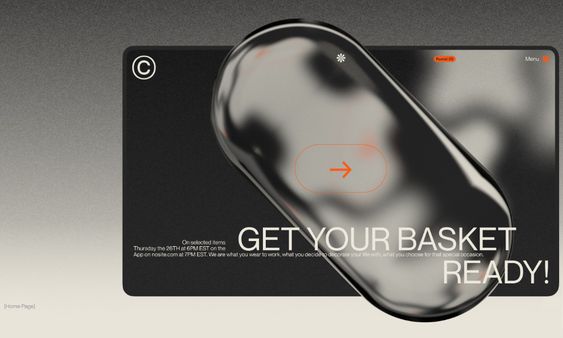 ©
Menu
On selected items
Thursday the 26TH at 6PM EST on the
App on nosite.com at 7PM EST. We are what you wear to work, what you decide to decorate your life with, what you choose for that special occasion.
GET YOUR BASKET
READY!
[Home Page]